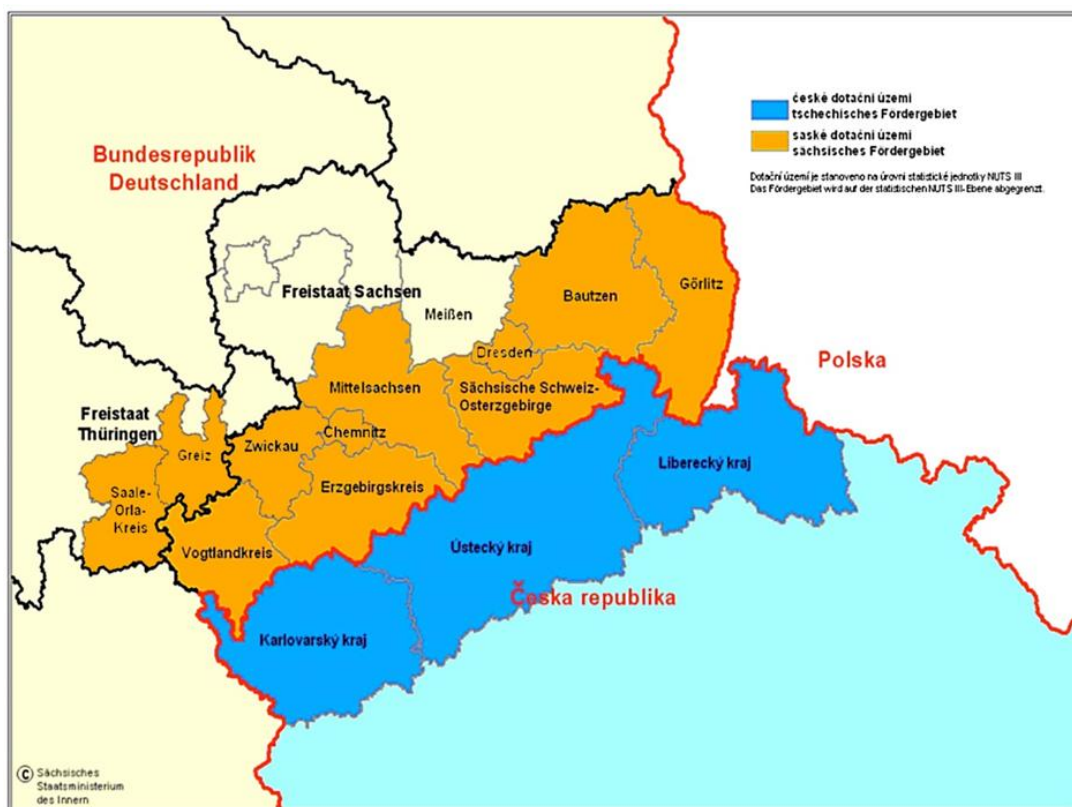 české dotační území
tschechisches Fördergebiet
saské dotační území
sächsisches Fördergebiet
Dotační území je stanoveno na úrovni statistické jednotky NUTS III
Das Fördergebiet wird auf der statistischen NUTS III-Ebene abgegrenzt.
Bundesrepublik
Deutschland
Freistaat Sachsen
Meißen
Bautzen
Görlitz
Dresden
Polska
Mittelsachsen
Sächsische Schweiz-
Osterzgebirge
Freistaat
Thüringen
Greiz
Zwickau
Chemnitz
Erzgebirgskreis
Liberecký kraj
Saale-
Orla-
Kreis
Vogtlandkreis
Ústecký kraj
Česka republika
Karlovarský kraj
© Sächsisches
Staatsministerium
des Innern